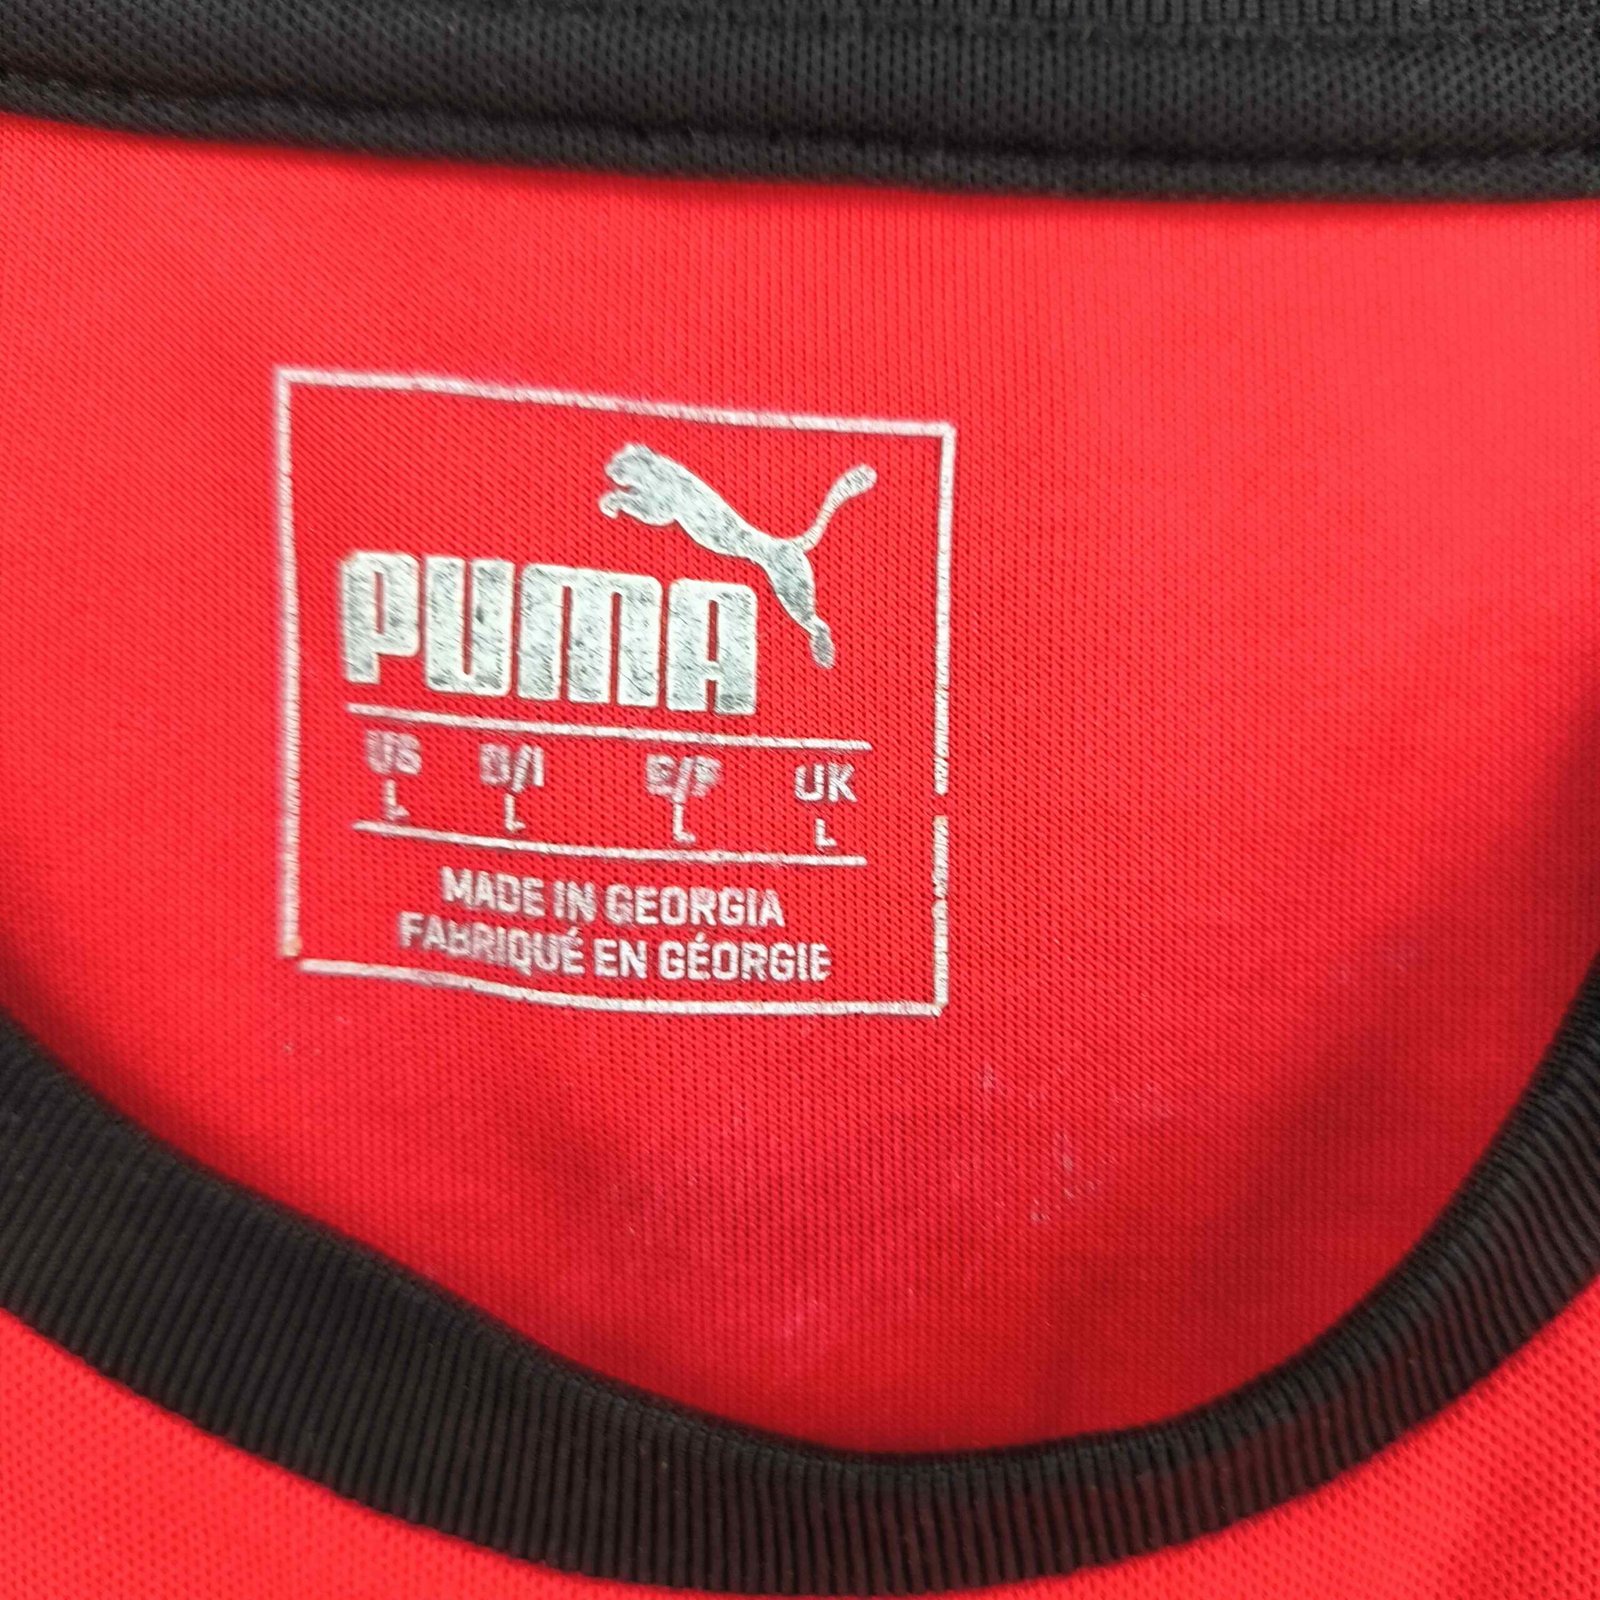 PUMA
US D/I E/F UK
L L L L
MADE IN GEORGIA
FABRIQUÉ EN GÉORGIE